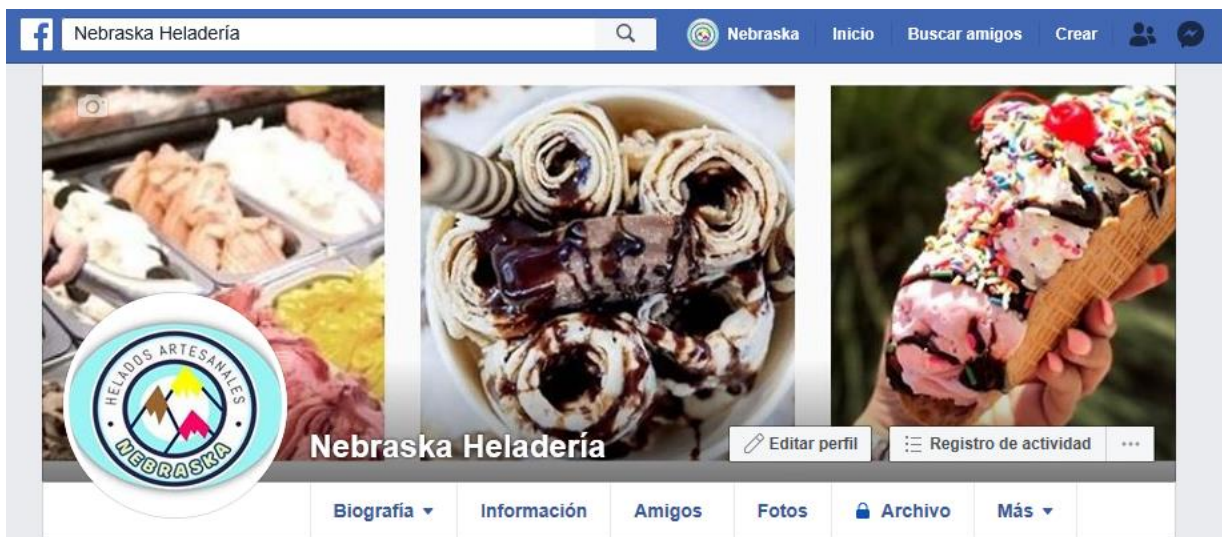 Nebraska Heladería
Nebraska Inicio Buscar amigos Crear
HELADOS ARTESANALES
NEBRASKA
Nebraska Heladería
Editar perfil Registro de actividad ...
Biografía Información Amigos Fotos Archivo Más